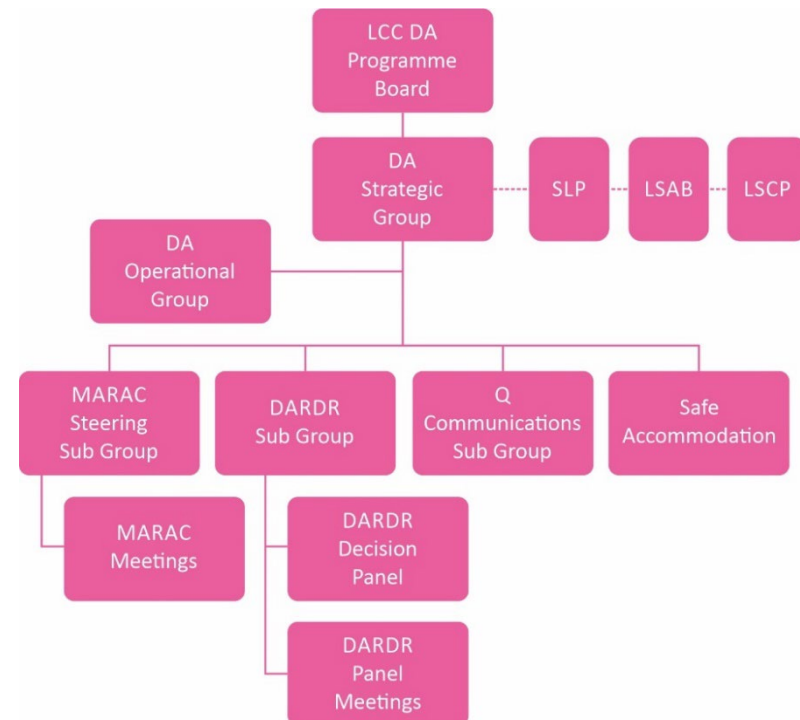 LCC DA
Programme
Board
DA
Strategic
Group
SLP
LSAB
LSCP
DA
Operational
Group
MARAC
Steering
Sub Group
DARDR
Sub Group
Q
Communications
Sub Group
Safe
Accommodation
MARAC
Meetings
DARDR
Decision
Panel
DARDR
Panel
Meetings